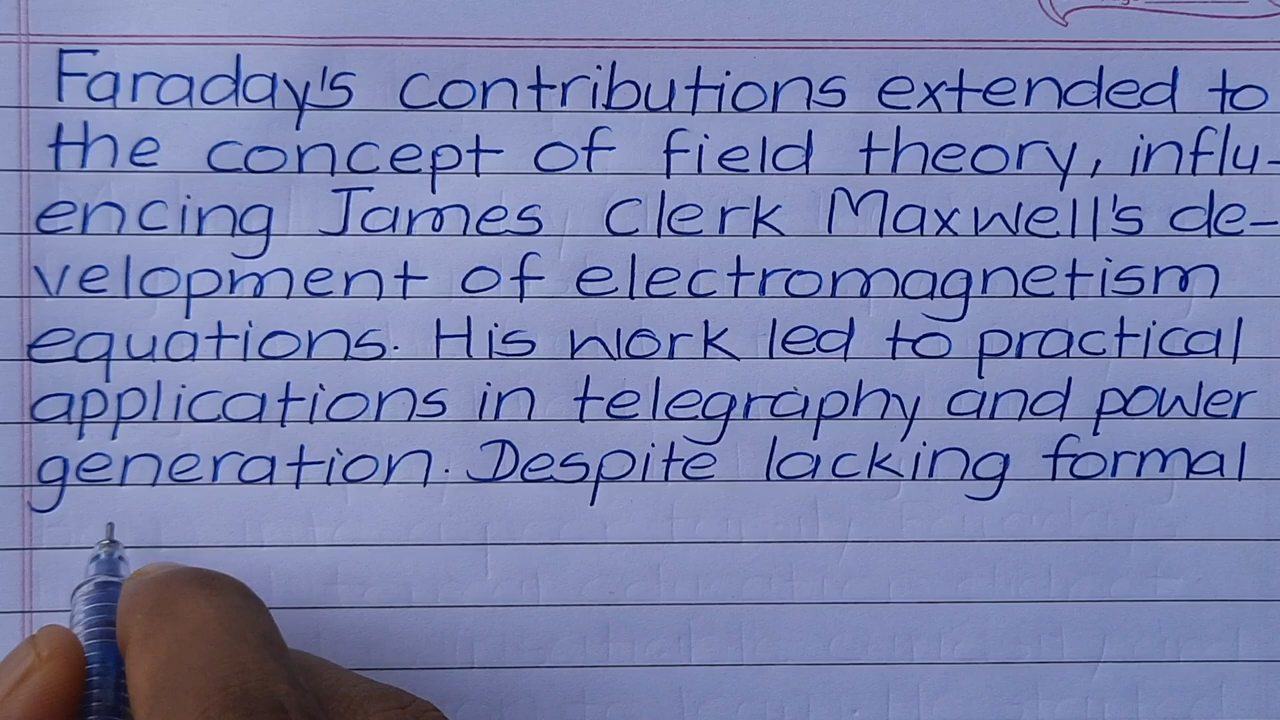 Faraday's contributions extended to
the concept of field theory, influ-
encing James Clerk Maxwell's de-
velopment of electromagnetism
equations. His work led to practical
applications in telegraphy and power
generation. Despite lacking formal